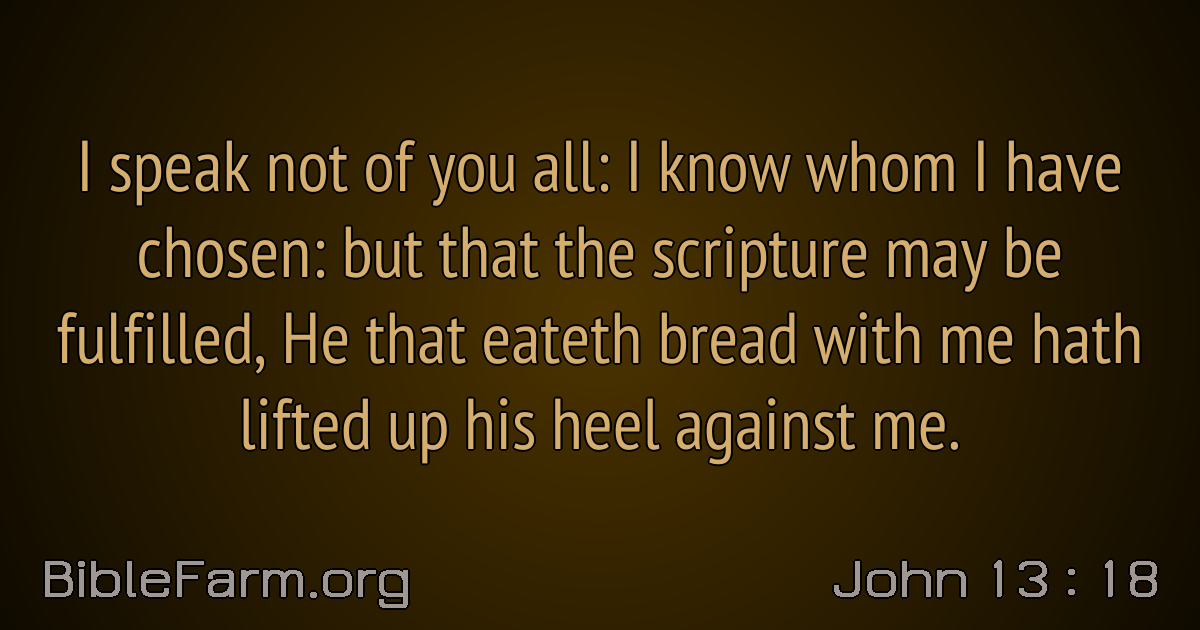 I speak not of you all: I know whom I have
chosen: but that the scripture may be
fulfilled, He that eateth bread with me hath
lifted up his heel against me.
BibleFarm.org
John 13 : 18